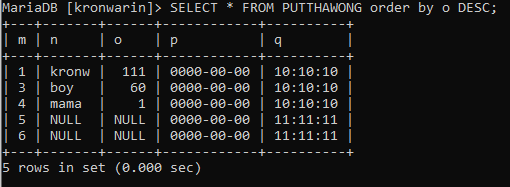 MariaDB [kronwarin]> SELECT * FROM PUTTHAWONG order by o DESC;
+---+-------+------+------------+----------+
| m | n     | o    | p          | q        |
+---+-------+------+------------+----------+
| 1 | kronw |  111 | 0000-00-00 | 10:10:10 |
| 3 | boy   |   60 | 0000-00-00 | 10:10:10 |
| 4 | mama  |    1 | 0000-00-00 | 10:10:10 |
| 5 | NULL  | NULL | 0000-00-00 | 11:11:11 |
| 6 | NULL  | NULL | 0000-00-00 | 11:11:11 |
+---+-------+------+------------+----------+
5 rows in set (0.000 sec)